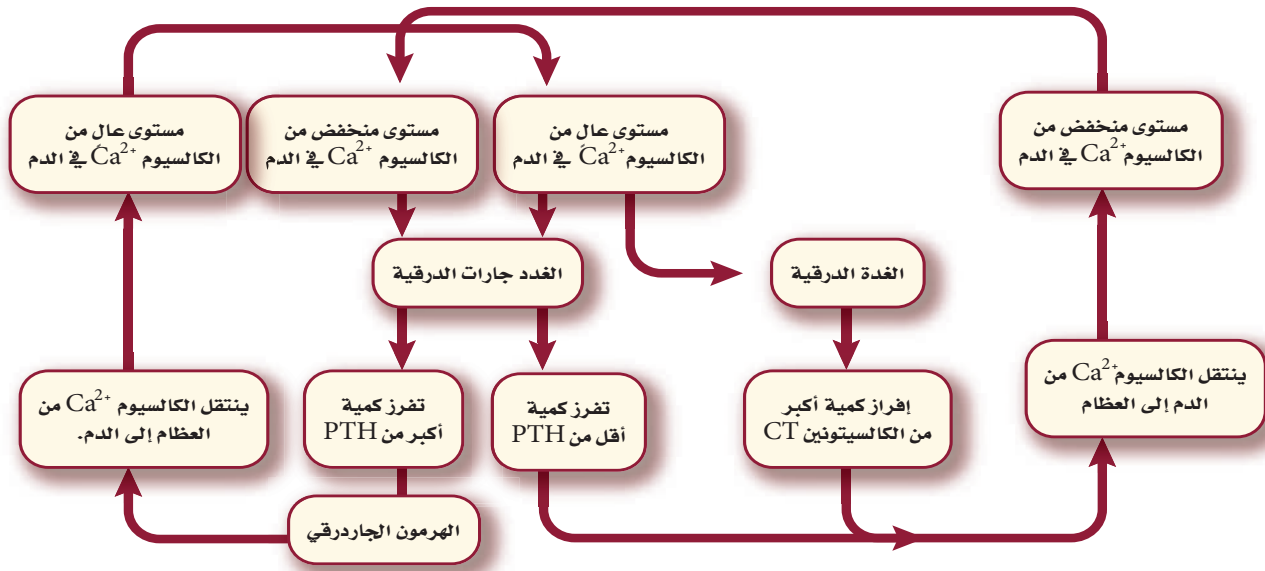 مستوى عال من
الكالسيوم Ca²⁺ في الدم
مستوى منخفض من
الكالسيوم Ca²⁺ في الدم
مستوى عال من
الكالسيوم Ca²⁺ في الدم
مستوى منخفض من
الكالسيوم Ca²⁺ في الدم
الغدد جارات الدرقية
الغدة الدرقية
ينتقل الكالسيوم Ca²⁺ من
العظام إلى الدم.
تفرز كمية
أكبر من PTH
تفرز كمية
أقل من PTH
إفراز كمية أكبر
من الكالسيتونين CT
ينتقل الكالسيوم Ca²⁺ من
الدم إلى العظام
الهرمون الجاردرقي